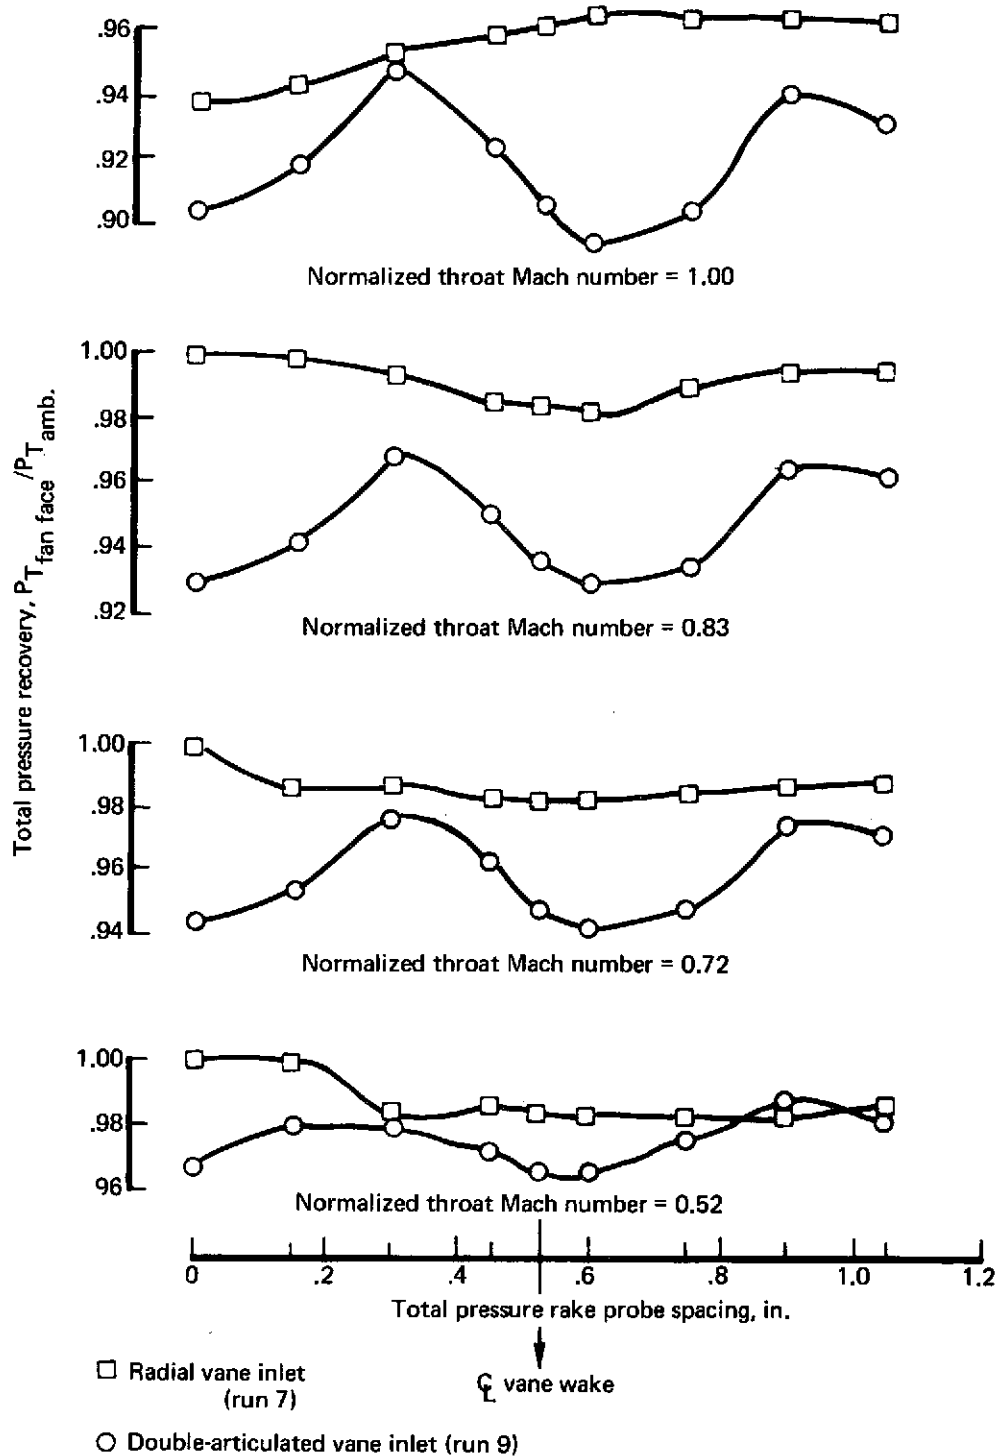 Total pressure recovery, PT fan face /PT amb.
.96
.94
.92
.90
Normalized throat Mach number = 1.00
1.00
.98
.96
.94
.92
Normalized throat Mach number = 0.83
1.00
.98
.96
.94
Normalized throat Mach number = 0.72
1.00
.98
96
Normalized throat Mach number = 0.52
0 .2 .4 .6 .8 1.0 1.2
Total pressure rake probe spacing, in.
℄ vane wake
Radial vane inlet
(run 7)
Double-articulated vane inlet (run 9)